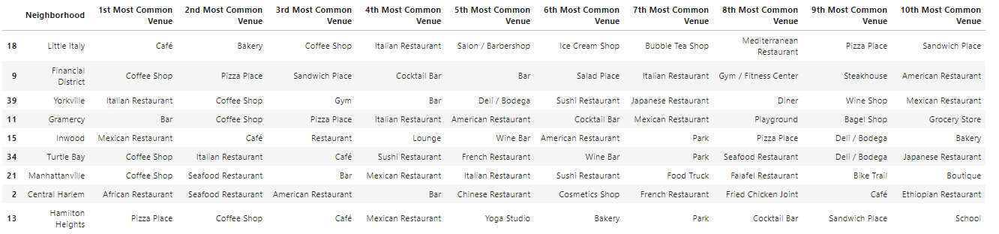 Neighborhood 1st Most Common Venue 2nd Most Common Venue 3rd Most Common Venue 4th Most Common Venue 5th Most Common Venue 6th Most Common Venue 7th Most Common Venue 8th Most Common Venue 9th Most Common Venue 10th Most Common Venue
18 Little Italy Café Bakery Coffee Shop Italian Restaurant Salon / Barbershop Ice Cream Shop Bubble Tea Shop Mediterranean Restaurant Pizza Place Sandwich Place
9 Financial District Coffee Shop Pizza Place Sandwich Place Cocktail Bar Bar Salad Place Italian Restaurant Gym / Fitness Center Steakhouse American Restaurant
39 Yorkville Italian Restaurant Coffee Shop Gym Bar Deli / Bodega Sushi Restaurant Japanese Restaurant Diner Wine Shop Mexican Restaurant
11 Gramercy Bar Coffee Shop Pizza Place Italian Restaurant American Restaurant Cocktail Bar Mexican Restaurant Playground Bagel Shop Grocery Store
15 Inwood Mexican Restaurant Café Restaurant Lounge Wine Bar American Restaurant Park Pizza Place Deli / Bodega Bakery
34 Turtle Bay Coffee Shop Italian Restaurant Café Sushi Restaurant French Restaurant Wine Bar Park Seafood Restaurant Deli / Bodega Japanese Restaurant
21 Manhattanville Coffee Shop Seafood Restaurant Bar Mexican Restaurant Italian Restaurant Sushi Restaurant Food Truck Falafel Restaurant Bike Trail Boutique
2 Central Harlem African Restaurant Seafood Restaurant American Restaurant Bar Chinese Restaurant Cosmetics Shop French Restaurant Fried Chicken Joint Café Ethiopian Restaurant
13 Hamilton Heights Pizza Place Coffee Shop Café Mexican Restaurant Yoga Studio Bakery Park Cocktail Bar Sandwich Place School